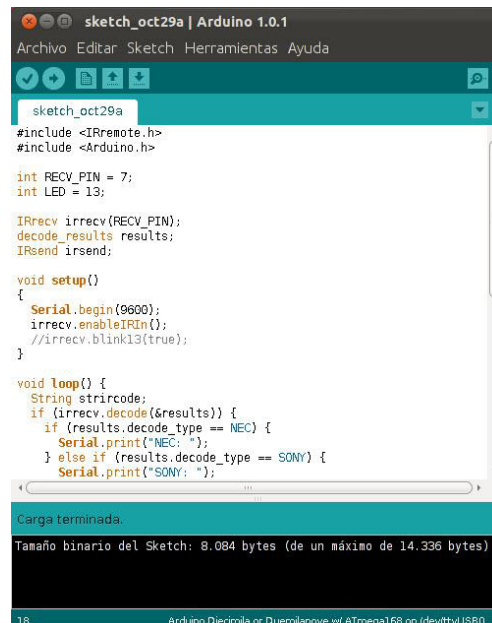 sketch_oct29a | Arduino 1.0.1
Archivo Editar Sketch Herramientas Ayuda
sketch_oct29a
#include <IRremote.h>
#include <Arduino.h>
int RECV_PIN = 7;
int LED = 13;
IRrecv irrecv(RECV_PIN);
decode_results results;
IRsend irsend;
void setup()
{
  Serial.begin(9600);
  irrecv.enableIRIn();
  //irrecv.blink13(true);
}
void loop() {
  String strircode;
  if (irrecv.decode(&results)) {
    if (results.decode_type == NEC) {
      Serial.print("NEC: ");
    } else if (results.decode_type == SONY) {
      Serial.print("SONY: ");
Carga terminada.
Tamaño binario del Sketch: 8.084 bytes (de un máximo de 14.336 bytes)
18 Arduino Diecimila or Duemilanove w/ ATmega168 on /dev/ttyUSB0